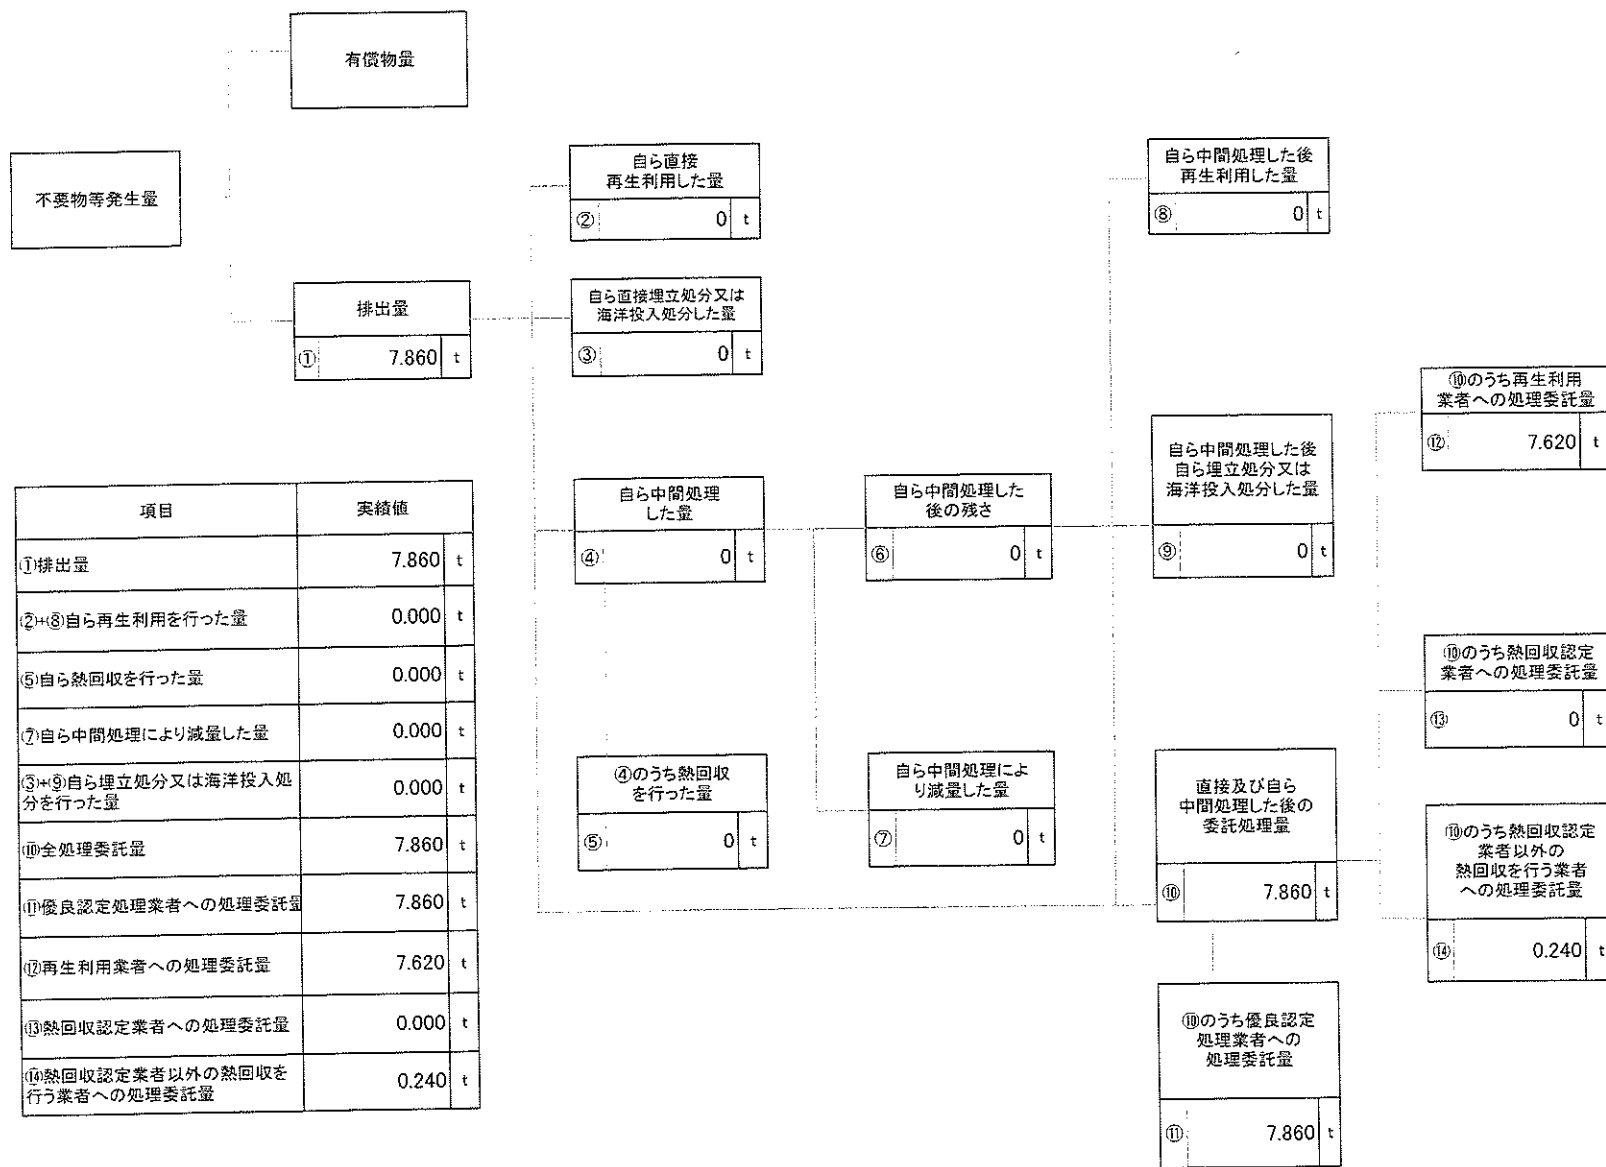 有償物量
不要物等発生量
排出量
① 7.860 t
自ら直接
再生利用した量
② 0 t
自ら直接埋立処分又は
海洋投入処分した量
③ 0 t
自ら中間処理
した量
④ 0 t
④のうち熱回収
を行った量
⑤ 0 t
自ら中間処理した
後の残さ
⑥ 0 t
自ら中間処理によ
り減量した量
⑦ 0 t
自ら中間処理した後
再生利用した量
⑧ 0 t
自ら中間処理した後
自ら埋立処分又は
海洋投入処分した量
⑨ 0 t
直接及び自ら
中間処理した後の
委託処理量
⑩ 7.860 t
⑩のうち優良認定
処理業者への
処理委託量
⑪ 7.860 t
⑩のうち再生利用
業者への処理委託量
⑫ 7.620 t
⑩のうち熱回収認定
業者への処理委託量
⑬ 0 t
⑩のうち熱回収認定
業者以外の
熱回収を行う業者
への処理委託量
⑭ 0.240 t
項目 実績値
①排出量 7.860 t
②+⑧自ら再生利用を行った量 0.000 t
⑤自ら熱回収を行った量 0.000 t
⑦自ら中間処理により減量した量 0.000 t
③+⑨自ら埋立処分又は海洋投入処
分を行った量 0.000 t
⑩全処理委託量 7.860 t
⑪優良認定処理業者への処理委託量 7.860 t
⑫再生利用業者への処理委託量 7.620 t
⑬熱回収認定業者への処理委託量 0.000 t
⑭熱回収認定業者以外の熱回収を
行う業者への処理委託量 0.240 t